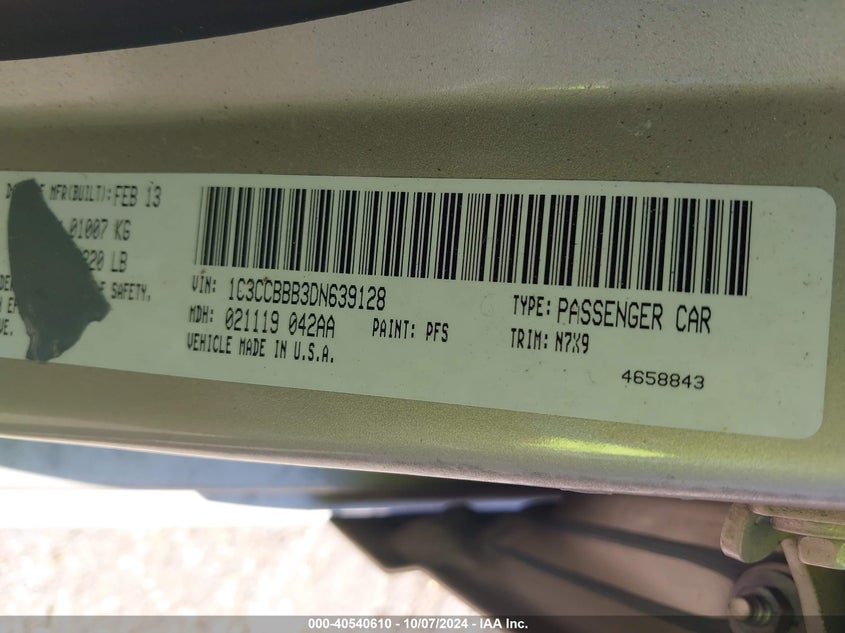 MFR(BUILT): FEB 13
01007 KG
LB
SAFETY,
VIN: 1C3CCBBB3DN639128
TYPE: PASSENGER CAR
MDH: 021119 042AA
PAINT: PFS
TRIM: N7X9
VEHICLE MADE IN U.S.A.
4658843
000-40540610 - 10/07/2024 - IAA Inc.